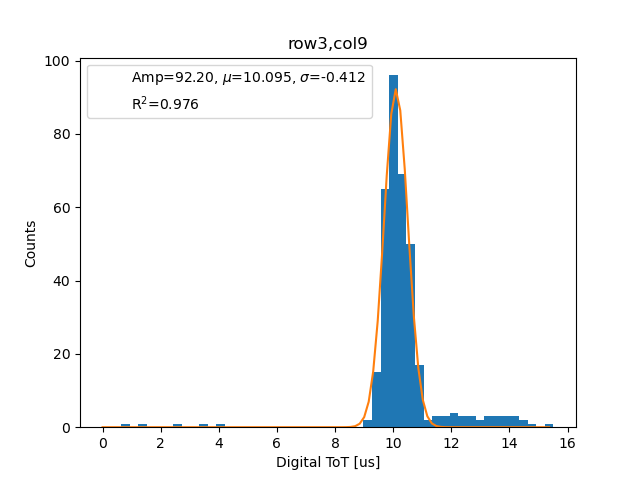 row3,col9
Amp=92.20, μ=10.095, σ=-0.412
R²=0.976
100
80
60
40
20
0
Counts
0 2 4 6 8 10 12 14 16
Digital ToT [us]